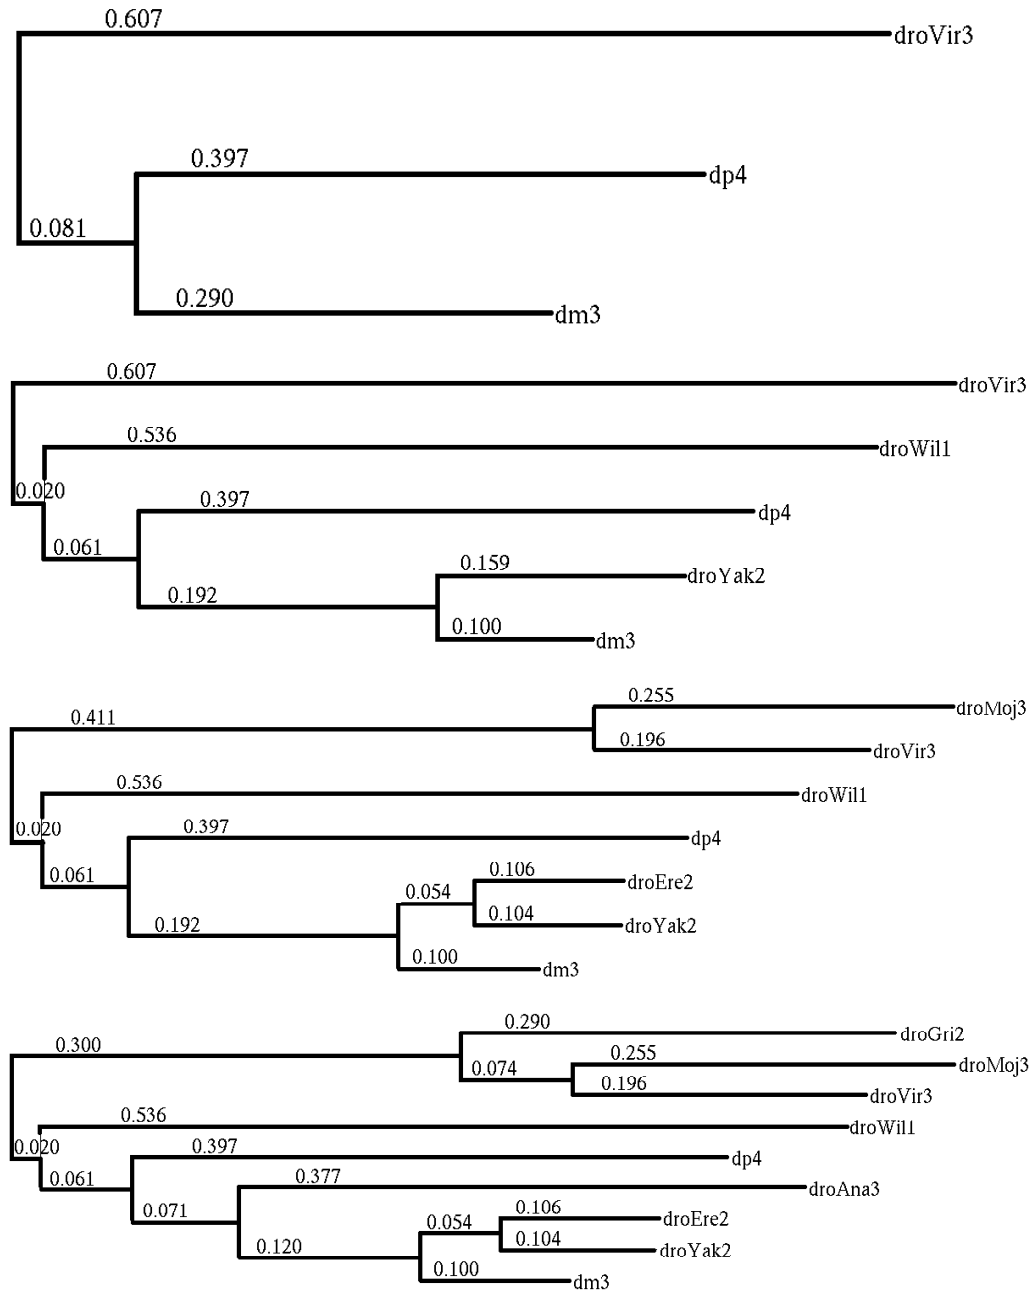 0.607
droVir3
0.397
dp4
0.081
0.290
dm3
0.607
droVir3
0.536
droWil1
0.020
0.397
dp4
0.061
0.159
droYak2
0.192
0.100
dm3
0.255
droMoj3
0.411
0.196
droVir3
0.536
droWil1
0.020
0.397
dp4
0.061
0.106
droEre2
0.054
0.104
droYak2
0.192
0.100
dm3
0.290
droGri2
0.300
0.255
droMoj3
0.074
0.196
droVir3
0.536
droWil1
0.020
0.397
dp4
0.061
0.377
droAna3
0.071
0.106
droEre2
0.054
0.104
droYak2
0.120
0.100
dm3